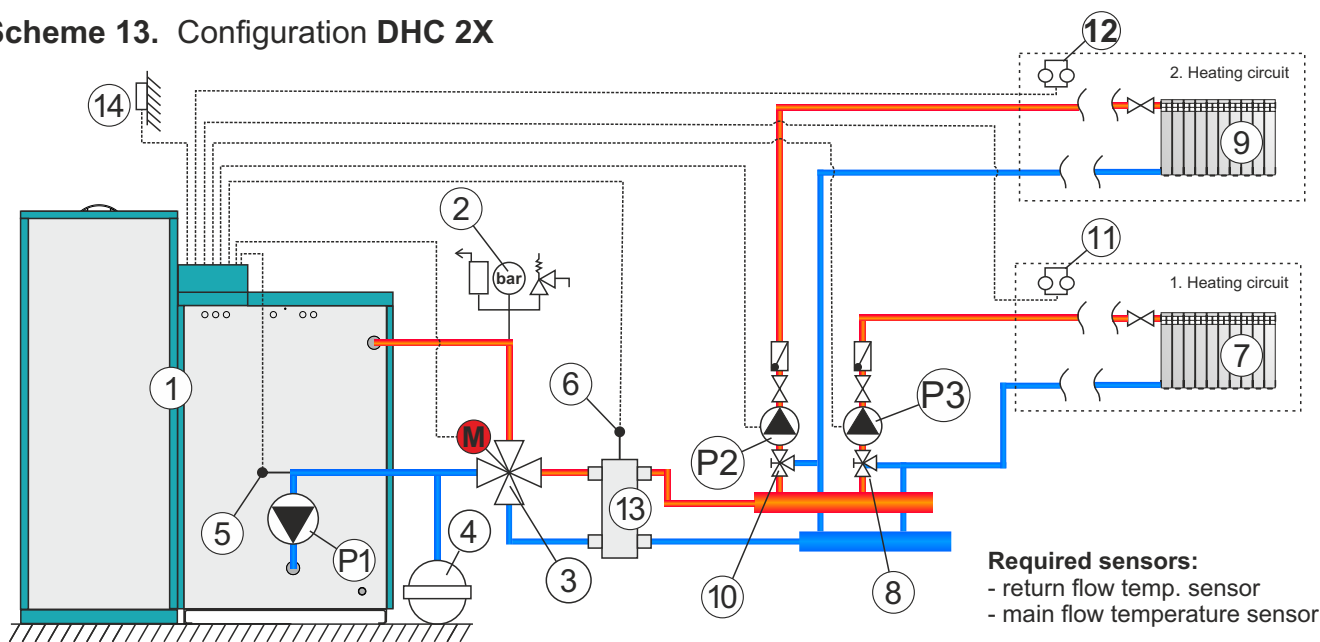 Scheme 13. Configuration DHC 2X
12
2. Heating circuit
14
9
2
bar
11
1. Heating circuit
7
1
6
P3
M
P2
13
5
P1
4
3
10
8
Required sensors:
- return flow temp. sensor
- main flow temperature sensor